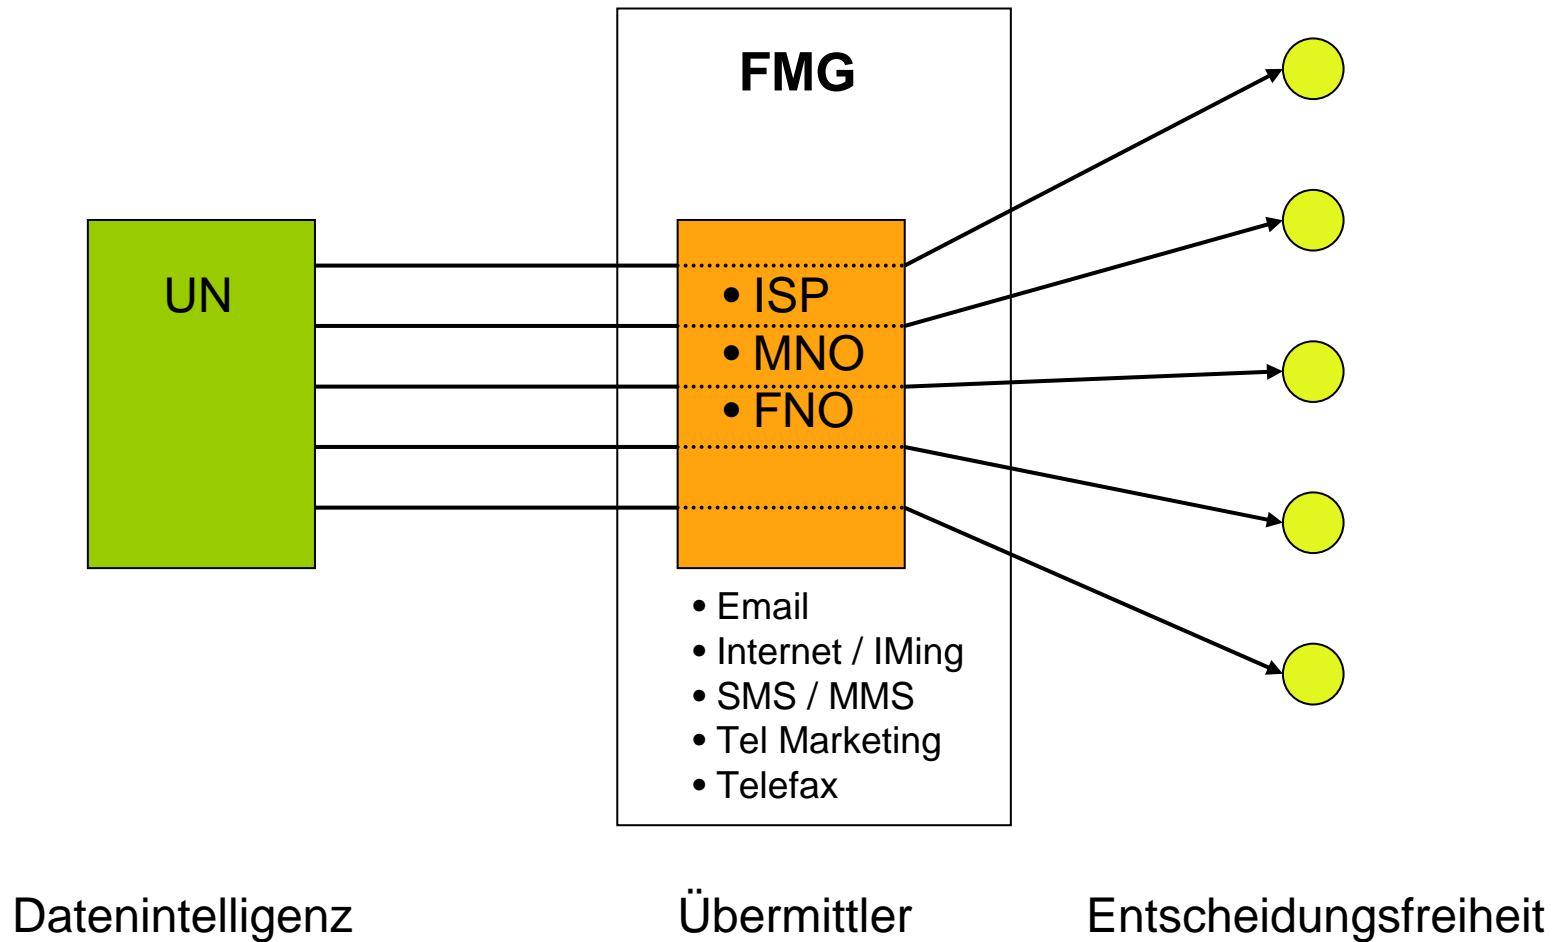 FMG
UN
• ISP
• MNO
• FNO
• Email
• Internet / IMing
• SMS / MMS
• Tel Marketing
• Telefax
Datenintelligenz
Übermittler
Entscheidungsfreiheit